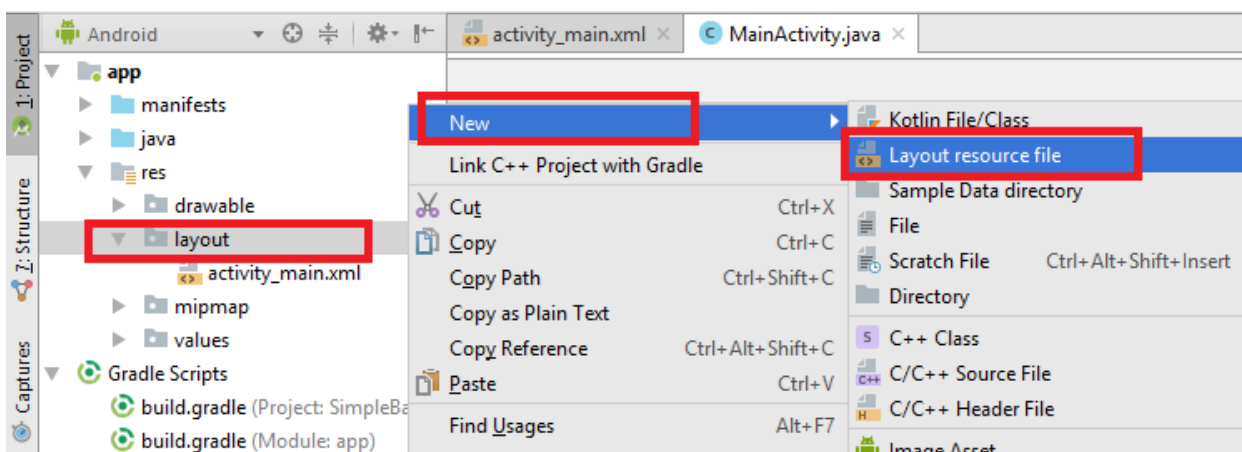 Android
activity_main.xml
MainActivity.java
1: Project
7: Structure
Captures
app
manifests
java
res
drawable
layout
activity_main.xml
mipmap
values
Gradle Scripts
build.gradle (Project: SimpleBa
build.gradle (Module: app)
New
Link C++ Project with Gradle
Cut Ctrl+X
Copy Ctrl+C
Copy Path Ctrl+Shift+C
Copy as Plain Text
Copy Reference Ctrl+Alt+Shift+C
Paste Ctrl+V
Find Usages Alt+F7
Kotlin File/Class
Layout resource file
Sample Data directory
File
Scratch File Ctrl+Alt+Shift+Insert
Directory
C++ Class
C/C++ Source File
C/C++ Header File
Image Asset